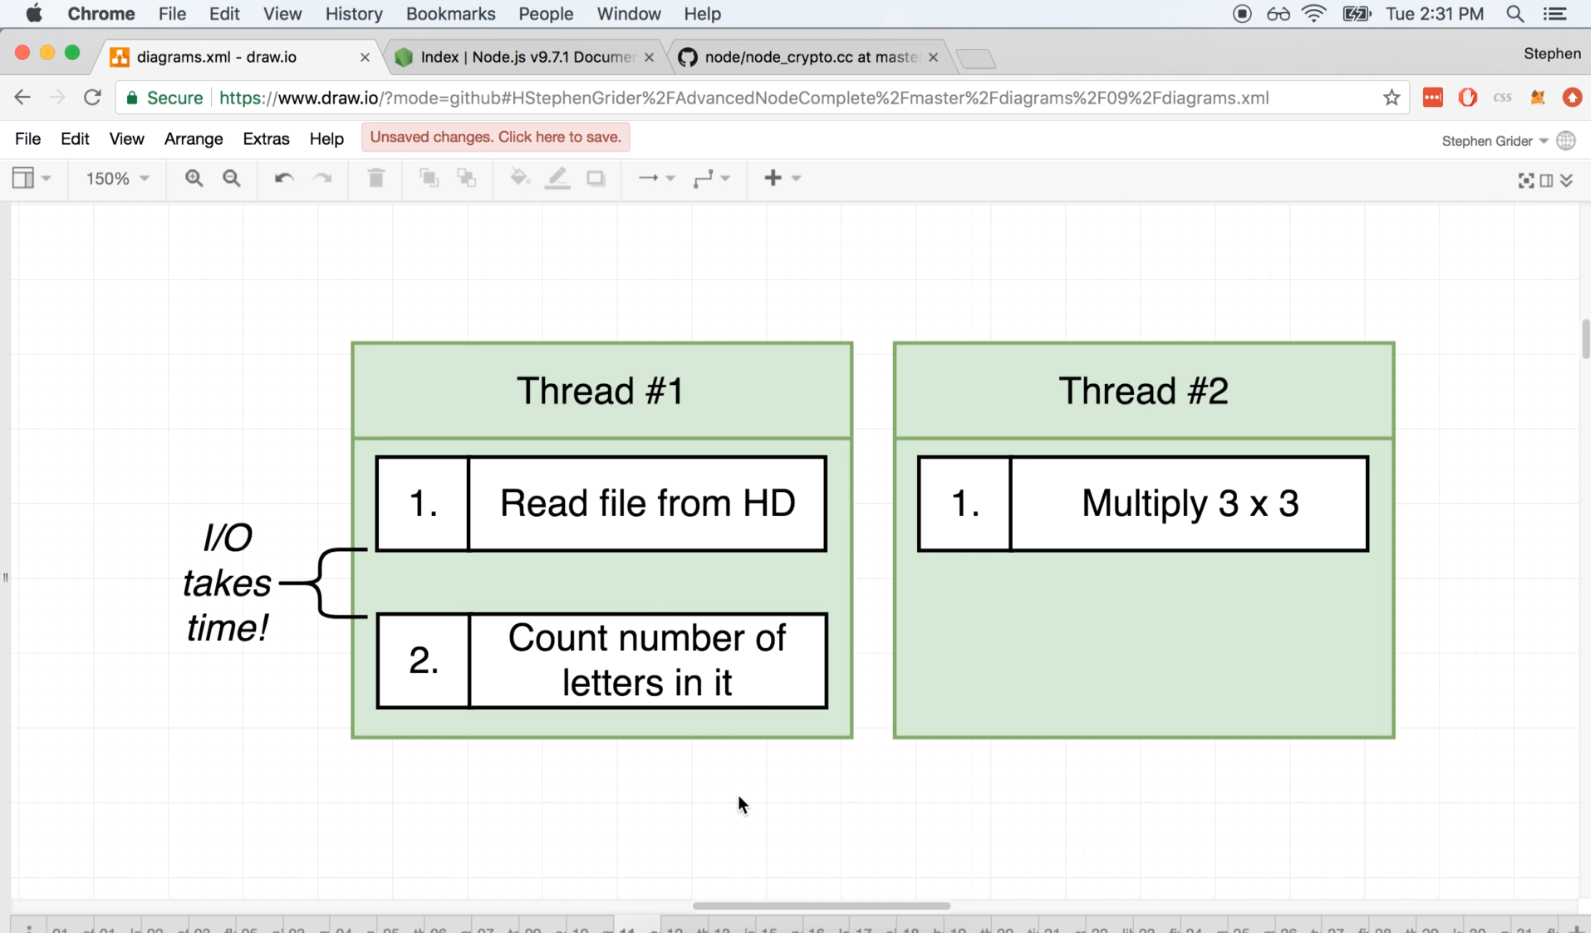 Chrome File Edit View History Bookmarks People Window Help Tue 2:31 PM
diagrams.xml - draw.io Index | Node.js v9.7.1 Documen node/node_crypto.cc at maste Stephen
Secure https://www.draw.io/?mode=github#HStephenGrider%2FAdvancedNodeComplete%2Fmaster%2Fdiagrams%2F09%2Fdiagrams.xml CSS
File Edit View Arrange Extras Help Unsaved changes. Click here to save. Stephen Grider
150%
Thread #1
Thread #2
1. Read file from HD
1. Multiply 3 x 3
I/O
takes
time!
2. Count number of
letters in it